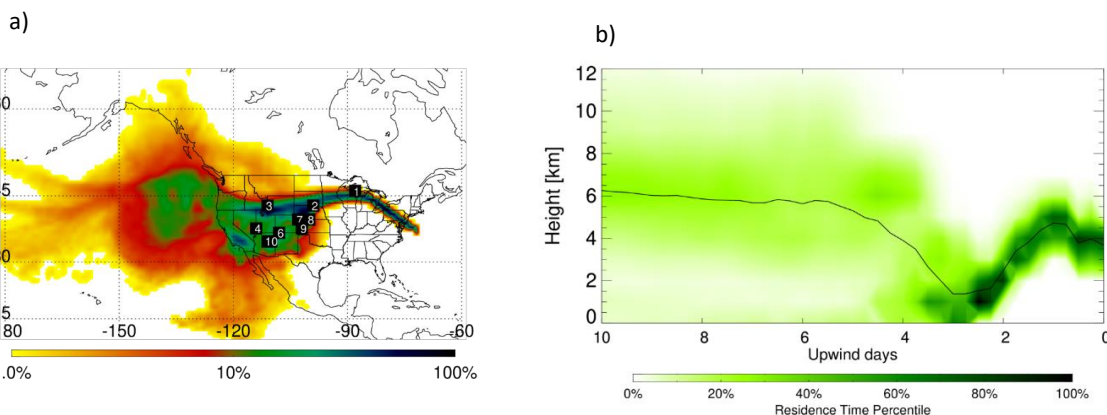 a)
b)
0
5
30
5
80 -150 -120 -90 -60
1
2
3
4
5
6
7
8
9
10
.0% 10% 100%
12
10
8
6
4
2
0
Height [km]
10 8 6 4 2 0
Upwind days
0% 20% 40% 60% 80% 100%
Residence Time Percentile